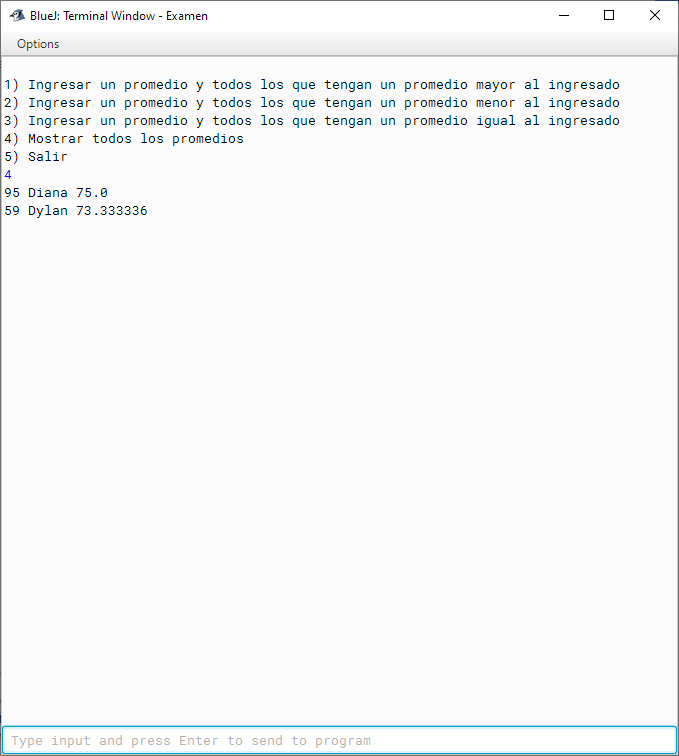 BlueJ: Terminal Window - Examen
Options
1) Ingresar un promedio y todos los que tengan un promedio mayor al ingresado
2) Ingresar un promedio y todos los que tengan un promedio menor al ingresado
3) Ingresar un promedio y todos los que tengan un promedio igual al ingresado
4) Mostrar todos los promedios
5) Salir
4
95 Diana 75.0
59 Dylan 73.333336
Type input and press Enter to send to program